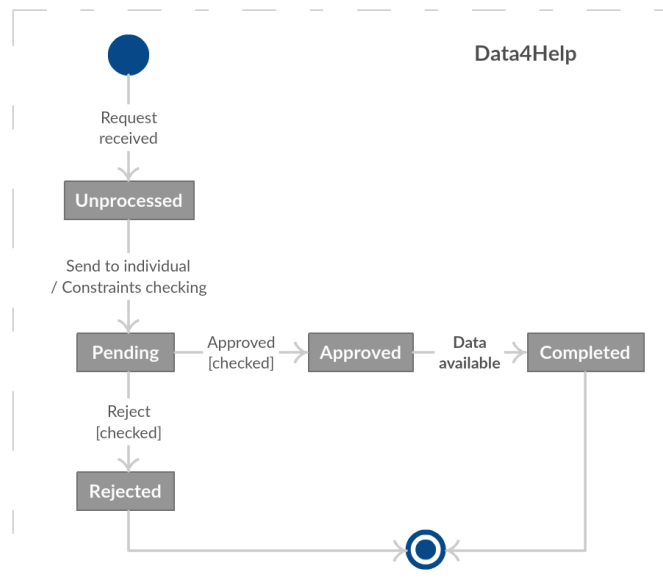 Data4Help
Request
received
Unprocessed
Send to individual
/ Constraints checking
Pending
Approved
[checked]
Approved
Data
available
Completed
Reject
[checked]
Rejected